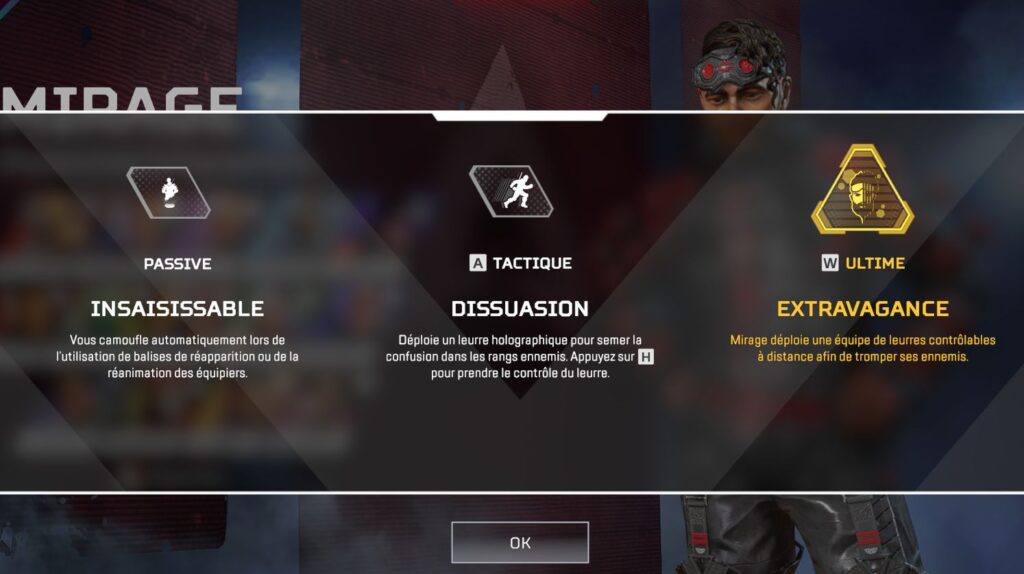 MIRAGE
PASSIVE
INSAISISSABLE
Vous camoufle automatiquement lors de
l'utilisation de balises de réapparition ou de la
réanimation des équipiers.
A TACTIQUE
DISSUASION
Déploie un leurre holographique pour semer la
confusion dans les rangs ennemis. Appuyez sur H
pour prendre le contrôle du leurre.
W ULTIME
EXTRAVAGANCE
Mirage déploie une équipe de leurres contrôlables
à distance afin de tromper ses ennemis.
OK